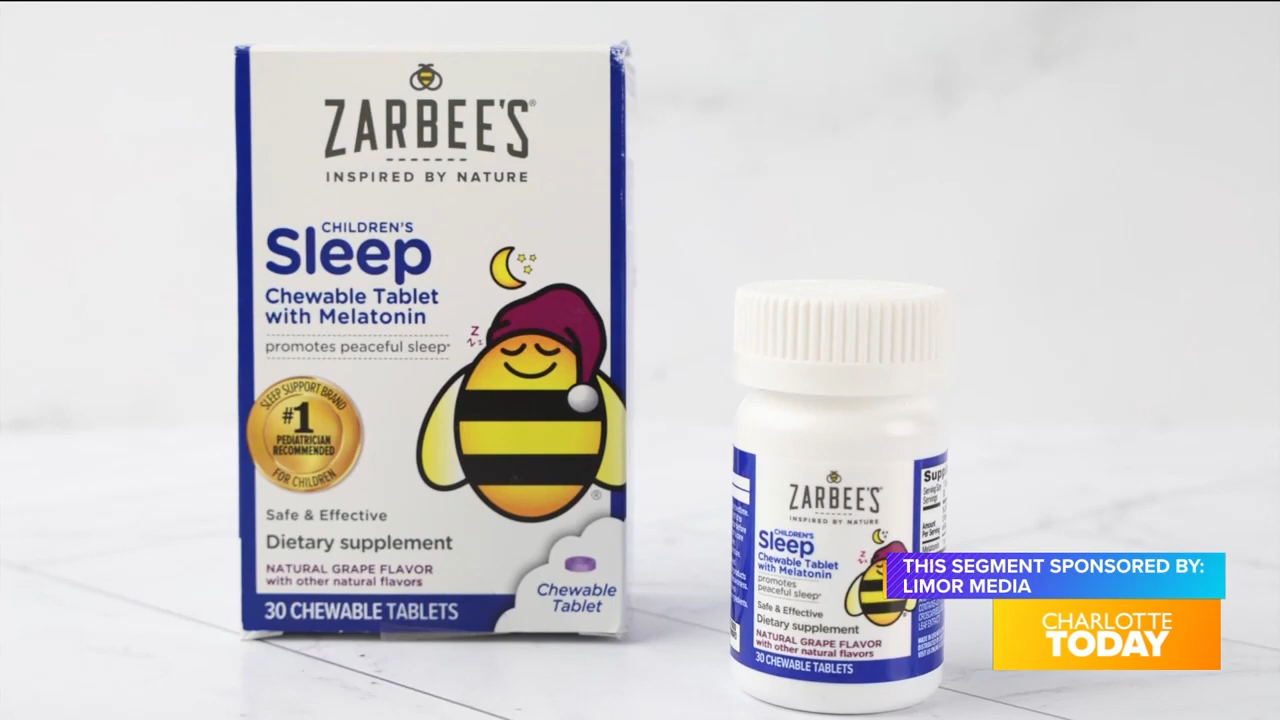 ZARBEE'S®
INSPIRED BY NATURE
CHILDREN'S
Sleep
Chewable Tablet
with Melatonin
promotes peaceful sleep*
z
z
z
SLEEP SUPPORT BRAND
#1
PEDIATRICIAN
RECOMMENDED
FOR CHILDREN
®
Safe & Effective
Dietary supplement
NATURAL GRAPE FLAVOR
with other natural flavors
Chewable
Tablet
30 CHEWABLE TABLETS
ZARBEE'S
INSPIRED BY NATURE
CHILDREN'S
Sleep
Chewable Tablet
with Melatonin
promotes
peaceful sleep*
Safe & Effective
Dietary supplement
NATURAL GRAPE FLAVOR
with other natural flavors
30 CHEWABLE TABLETS
Amount
Per Serving
THIS SEGMENT SPONSORED BY:
LIMOR MEDIA
CHARLOTTE
TODAY